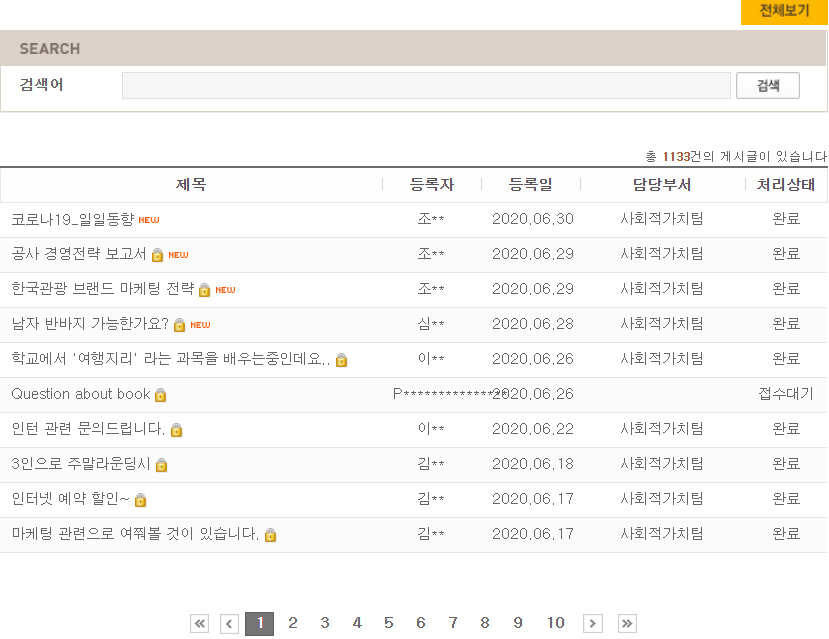 전체보기
SEARCH
검색어 검색
총 1133건의 게시글이 있습니다
제목 등록자 등록일 담당부서 처리상태
코로나19_일일동향 NEW 조** 2020.06.30 사회적가치팀 완료
공사 경영전략 보고서 NEW 조** 2020.06.29 사회적가치팀 완료
한국관광 브랜드 마케팅 전략 NEW 조** 2020.06.29 사회적가치팀 완료
남자 반바지 가능한가요? NEW 심** 2020.06.28 사회적가치팀 완료
학교에서 '여행지리' 라는 과목을 배우는중인데요.. 이** 2020.06.26 사회적가치팀 완료
Question about book P*************** 2020.06.26 접수대기
인턴 관련 문의드립니다. 이** 2020.06.22 사회적가치팀 완료
3인으로 주말라운딩시 김** 2020.06.18 사회적가치팀 완료
인터넷 예약 할인~ 김** 2020.06.17 사회적가치팀 완료
마케팅 관련으로 여쭤볼 것이 있습니다. 김** 2020.06.17 사회적가치팀 완료
1 2 3 4 5 6 7 8 9 10